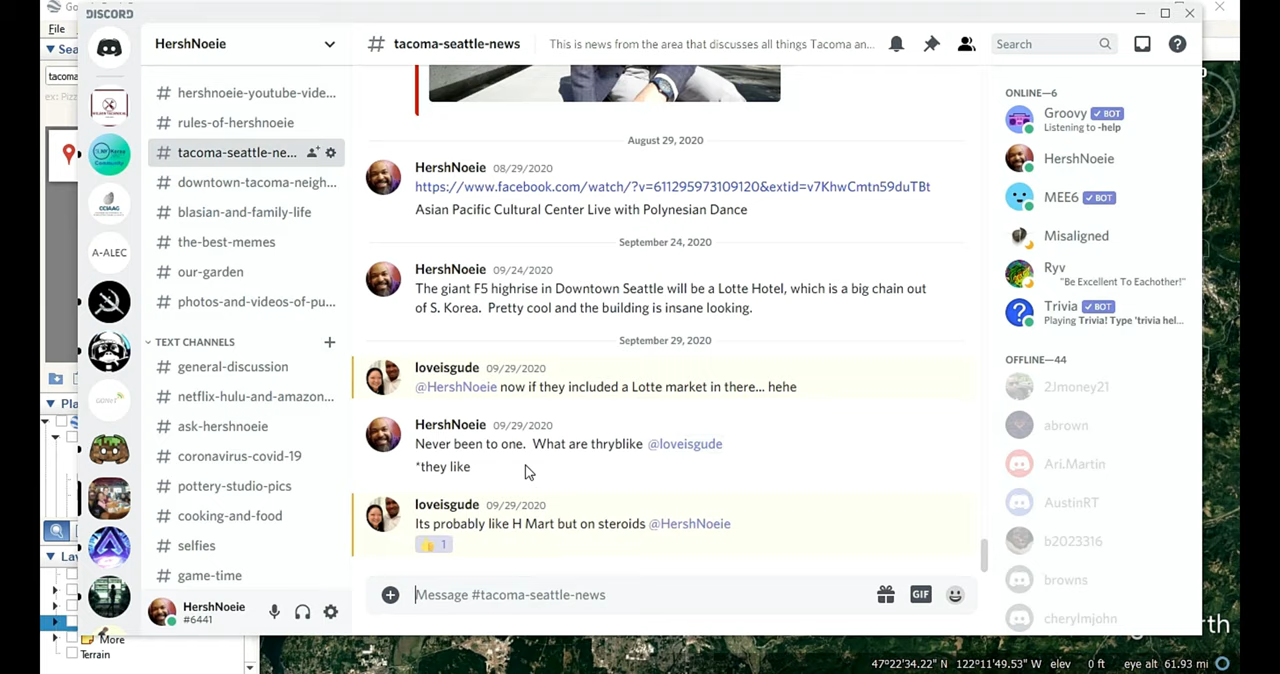 Go
DISCORD
File
Sea
tacoma
ex: Pizz
Pla
Lay
More
Terrain
A-ALEC
HershNoeie
# hershnoeie-youtube-vide...
# rules-of-hershnoeie
# tacoma-seattle-ne...
# downtown-tacoma-neigh...
# blasian-and-family-life
# the-best-memes
# our-garden
# photos-and-videos-of-pu...
TEXT CHANNELS
# general-discussion
# netflix-hulu-and-amazon...
# ask-hershnoeie
# coronavirus-covid-19
# pottery-studio-pics
# cooking-and-food
# selfies
# game-time
HershNoeie
#6441
# tacoma-seattle-news
This is news from the area that discusses all things Tacoma an...
Search
August 29, 2020
HershNoeie 08/29/2020
https://www.facebook.com/watch/?v=611295973109120&extid=v7KhwCmtn59duTBt
Asian Pacific Cultural Center Live with Polynesian Dance
September 24, 2020
HershNoeie 09/24/2020
The giant F5 highrise in Downtown Seattle will be a Lotte Hotel, which is a big chain out
of S. Korea. Pretty cool and the building is insane looking.
September 29, 2020
loveisgude 09/29/2020
@HershNoeie now if they included a Lotte market in there... hehe
HershNoeie 09/29/2020
Never been to one. What are thryblike @loveisgude
*they like
loveisgude 09/29/2020
Its probably like H Mart but on steroids @HershNoeie
1
Message #tacoma-seattle-news
GIF
ONLINE—6
Groovy BOT
Listening to -help
HershNoeie
MEE6 BOT
Misaligned
Ryv
"Be Excellent To Eachother!"
Trivia BOT
Playing Trivia! Type 'trivia hel...
OFFLINE—44
2Jmoney21
abrown
Ari.Martin
AustinRT
b2023316
browns
cherylmjohn
rth
47°22'34.22" N 122°11'49.53" W elev 0 ft eye alt 61.93 mi